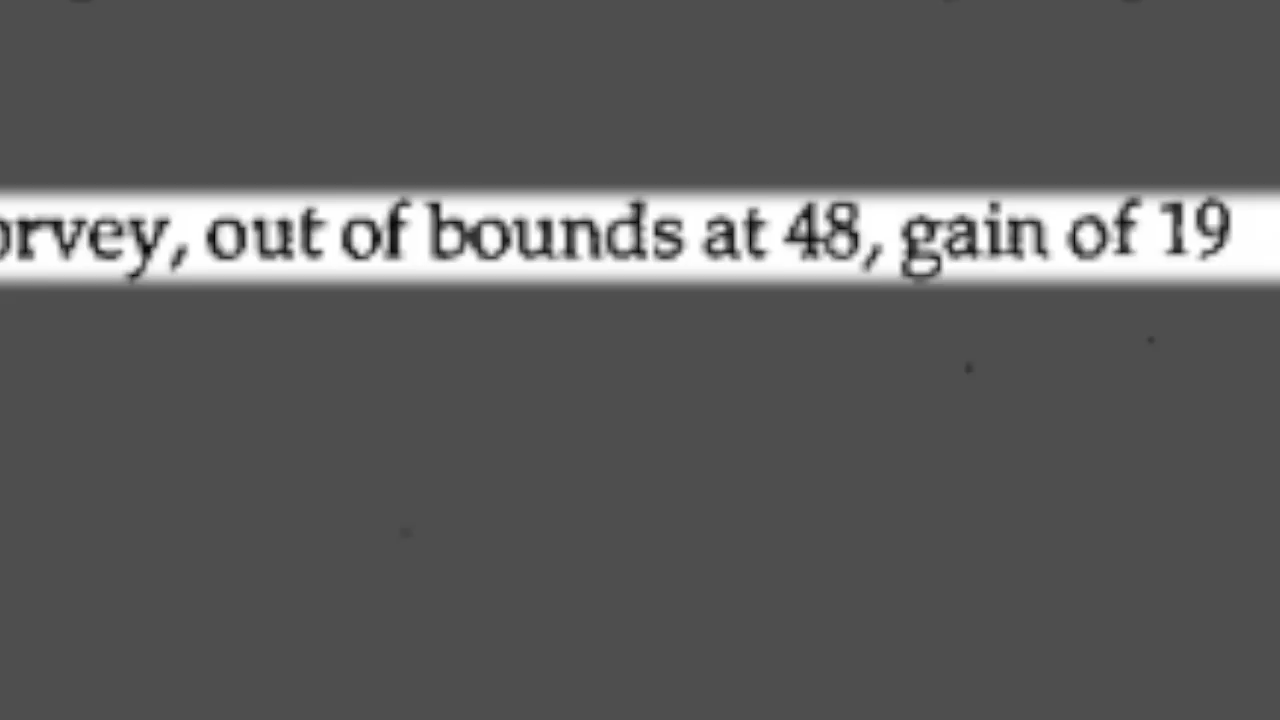 orvey, out of bounds at 48, gain of 19